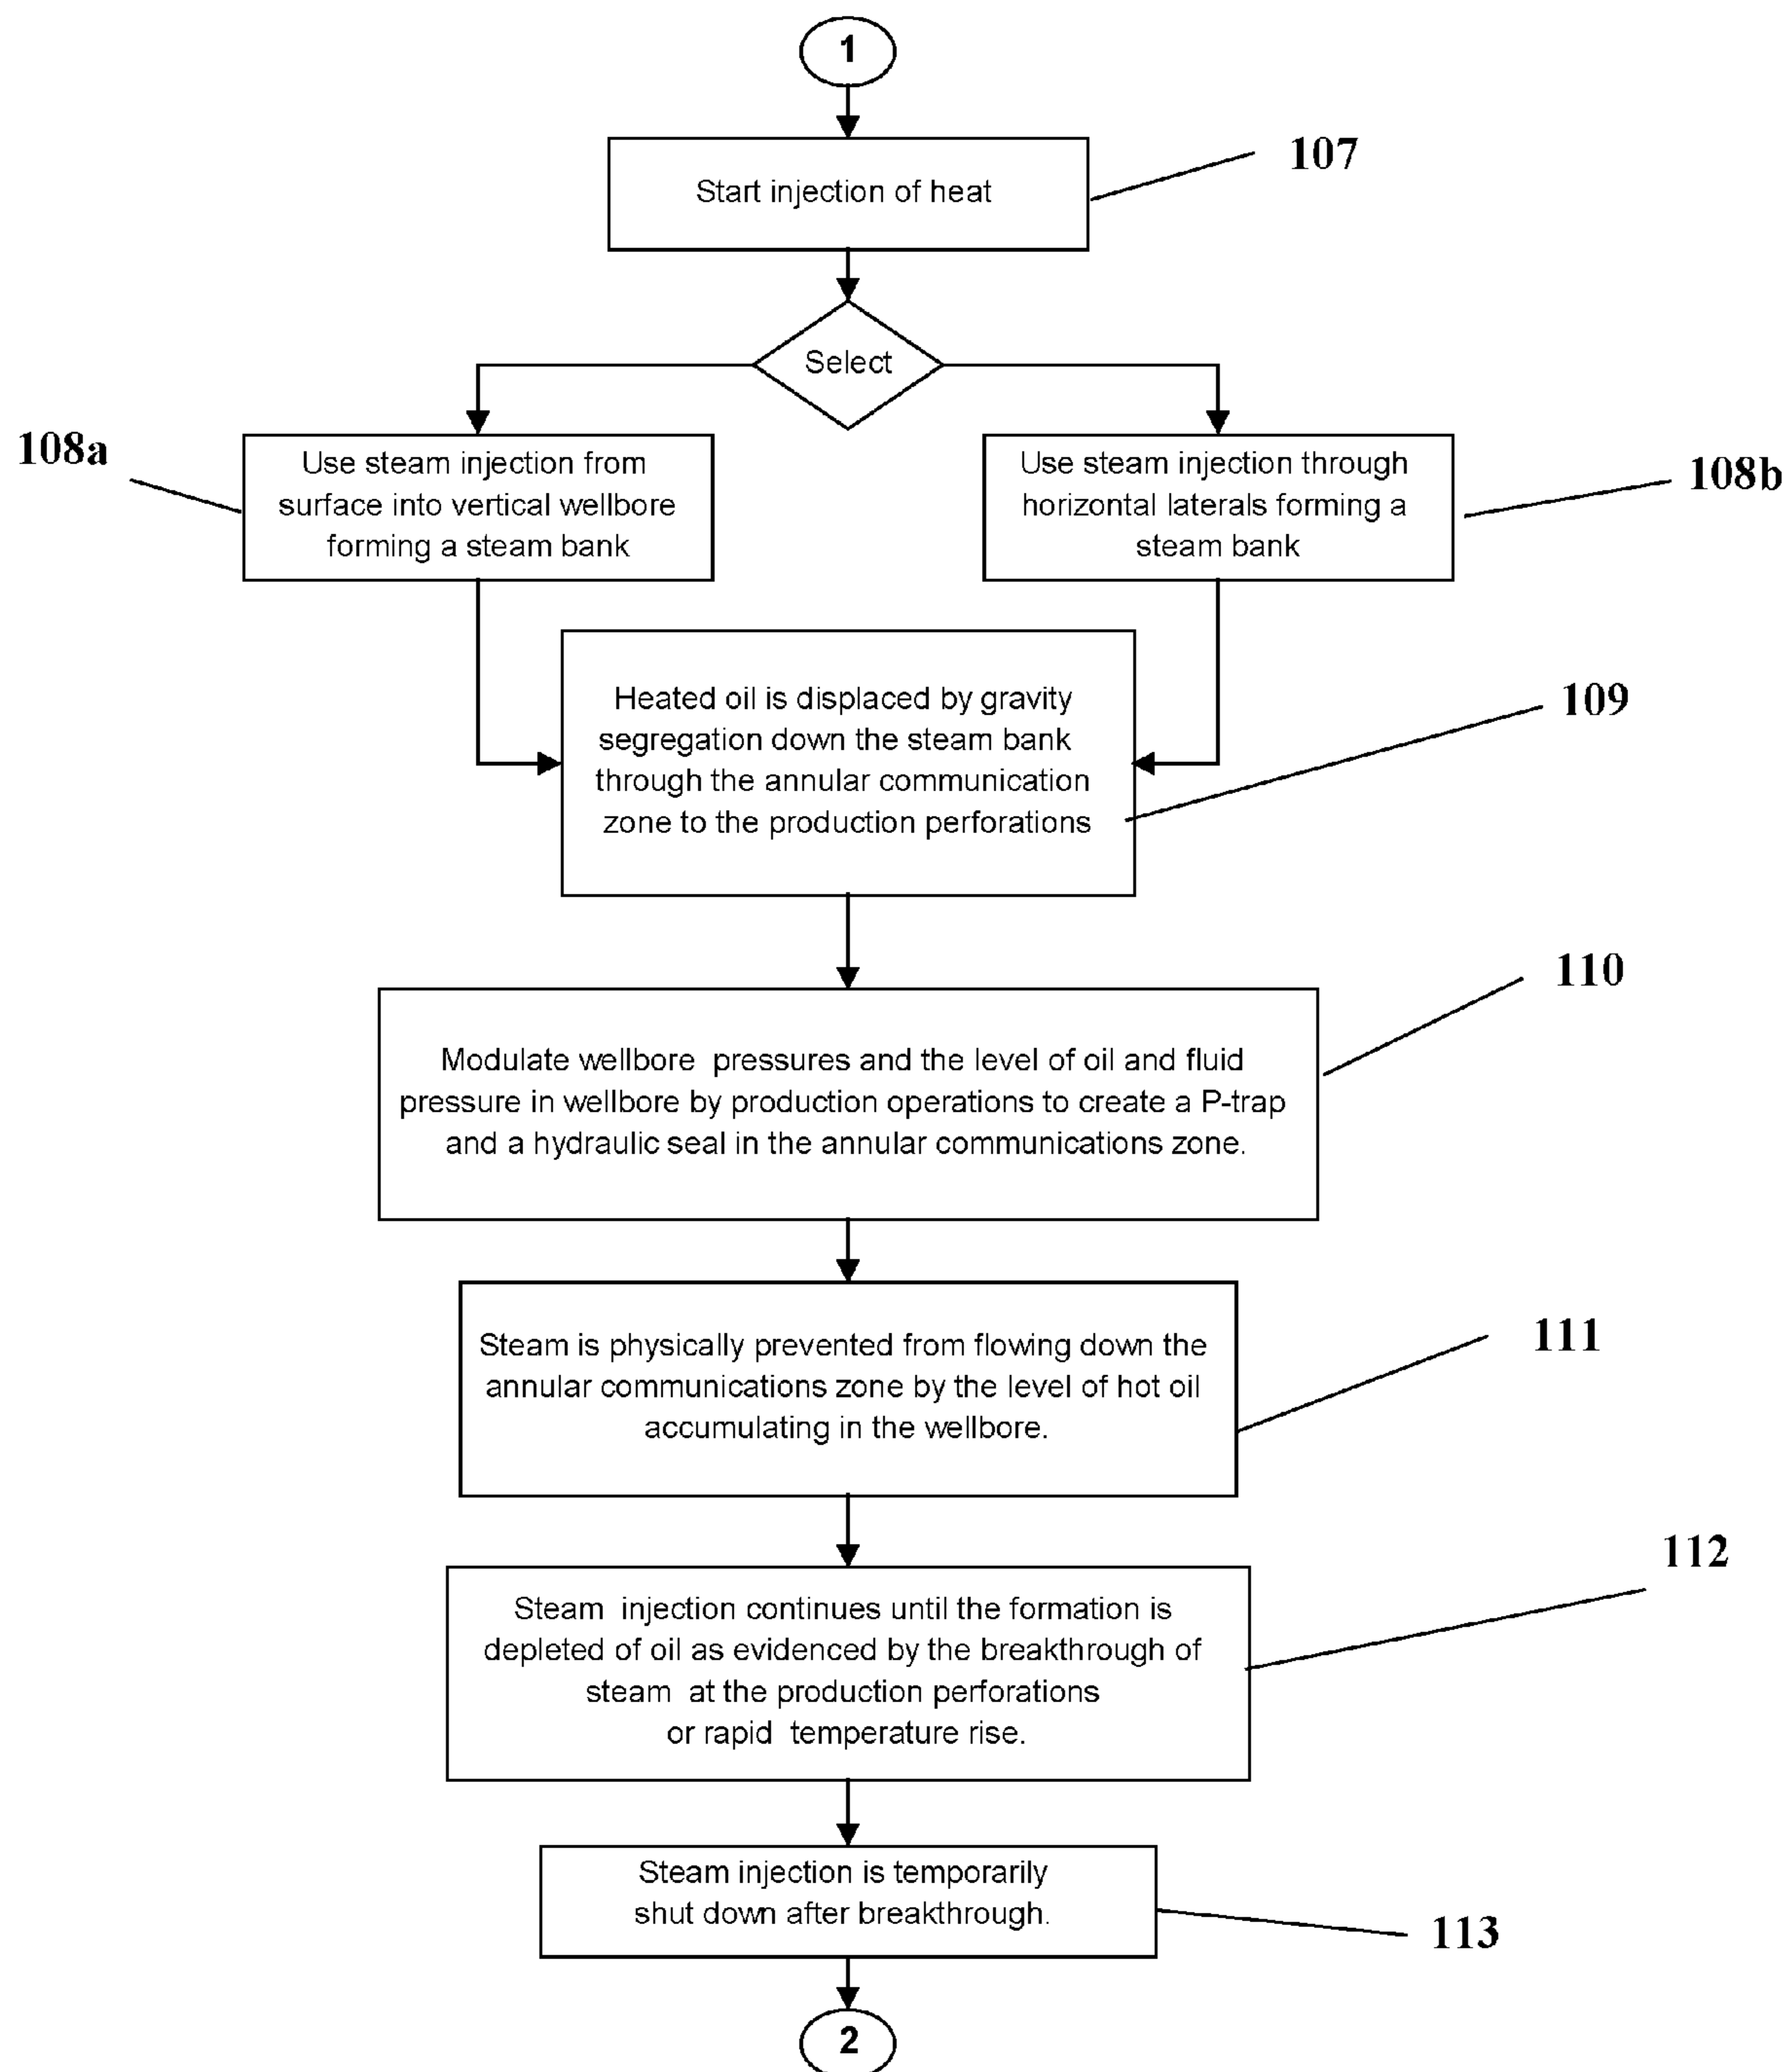 1
Start injection of heat
107
Select
108a
Use steam injection from
surface into vertical wellbore
forming a steam bank
Use steam injection through
horizontal laterals forming a
steam bank
108b
Heated oil is displaced by gravity
segregation down the steam bank
through the annular communication
zone to the production perforations
109
Modulate wellbore pressures and the level of oil and fluid
pressure in wellbore by production operations to create a P-trap
and a hydraulic seal in the annular communications zone.
110
Steam is physically prevented from flowing down the
annular communications zone by the level of hot oil
accumulating in the wellbore.
111
Steam injection continues until the formation is
depleted of oil as evidenced by the breakthrough of
steam at the production perforations
or rapid temperature rise.
112
Steam injection is temporarily
shut down after breakthrough.
113
2